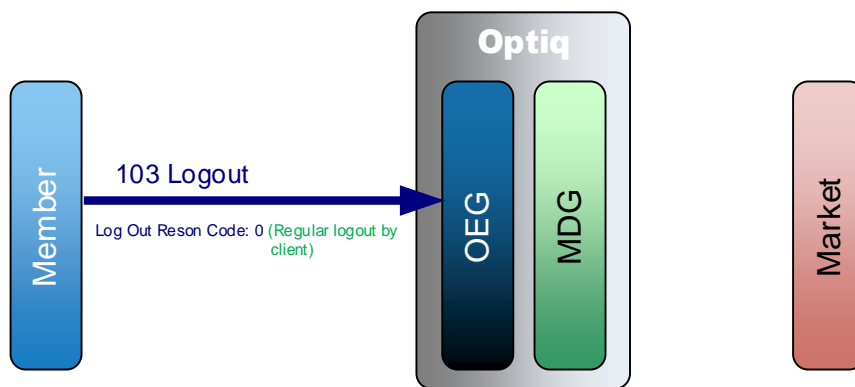 Optiq
Member
103 Logout
Log Out Reson Code: 0 (Regular logout by
client)
OEG
MDG
Market